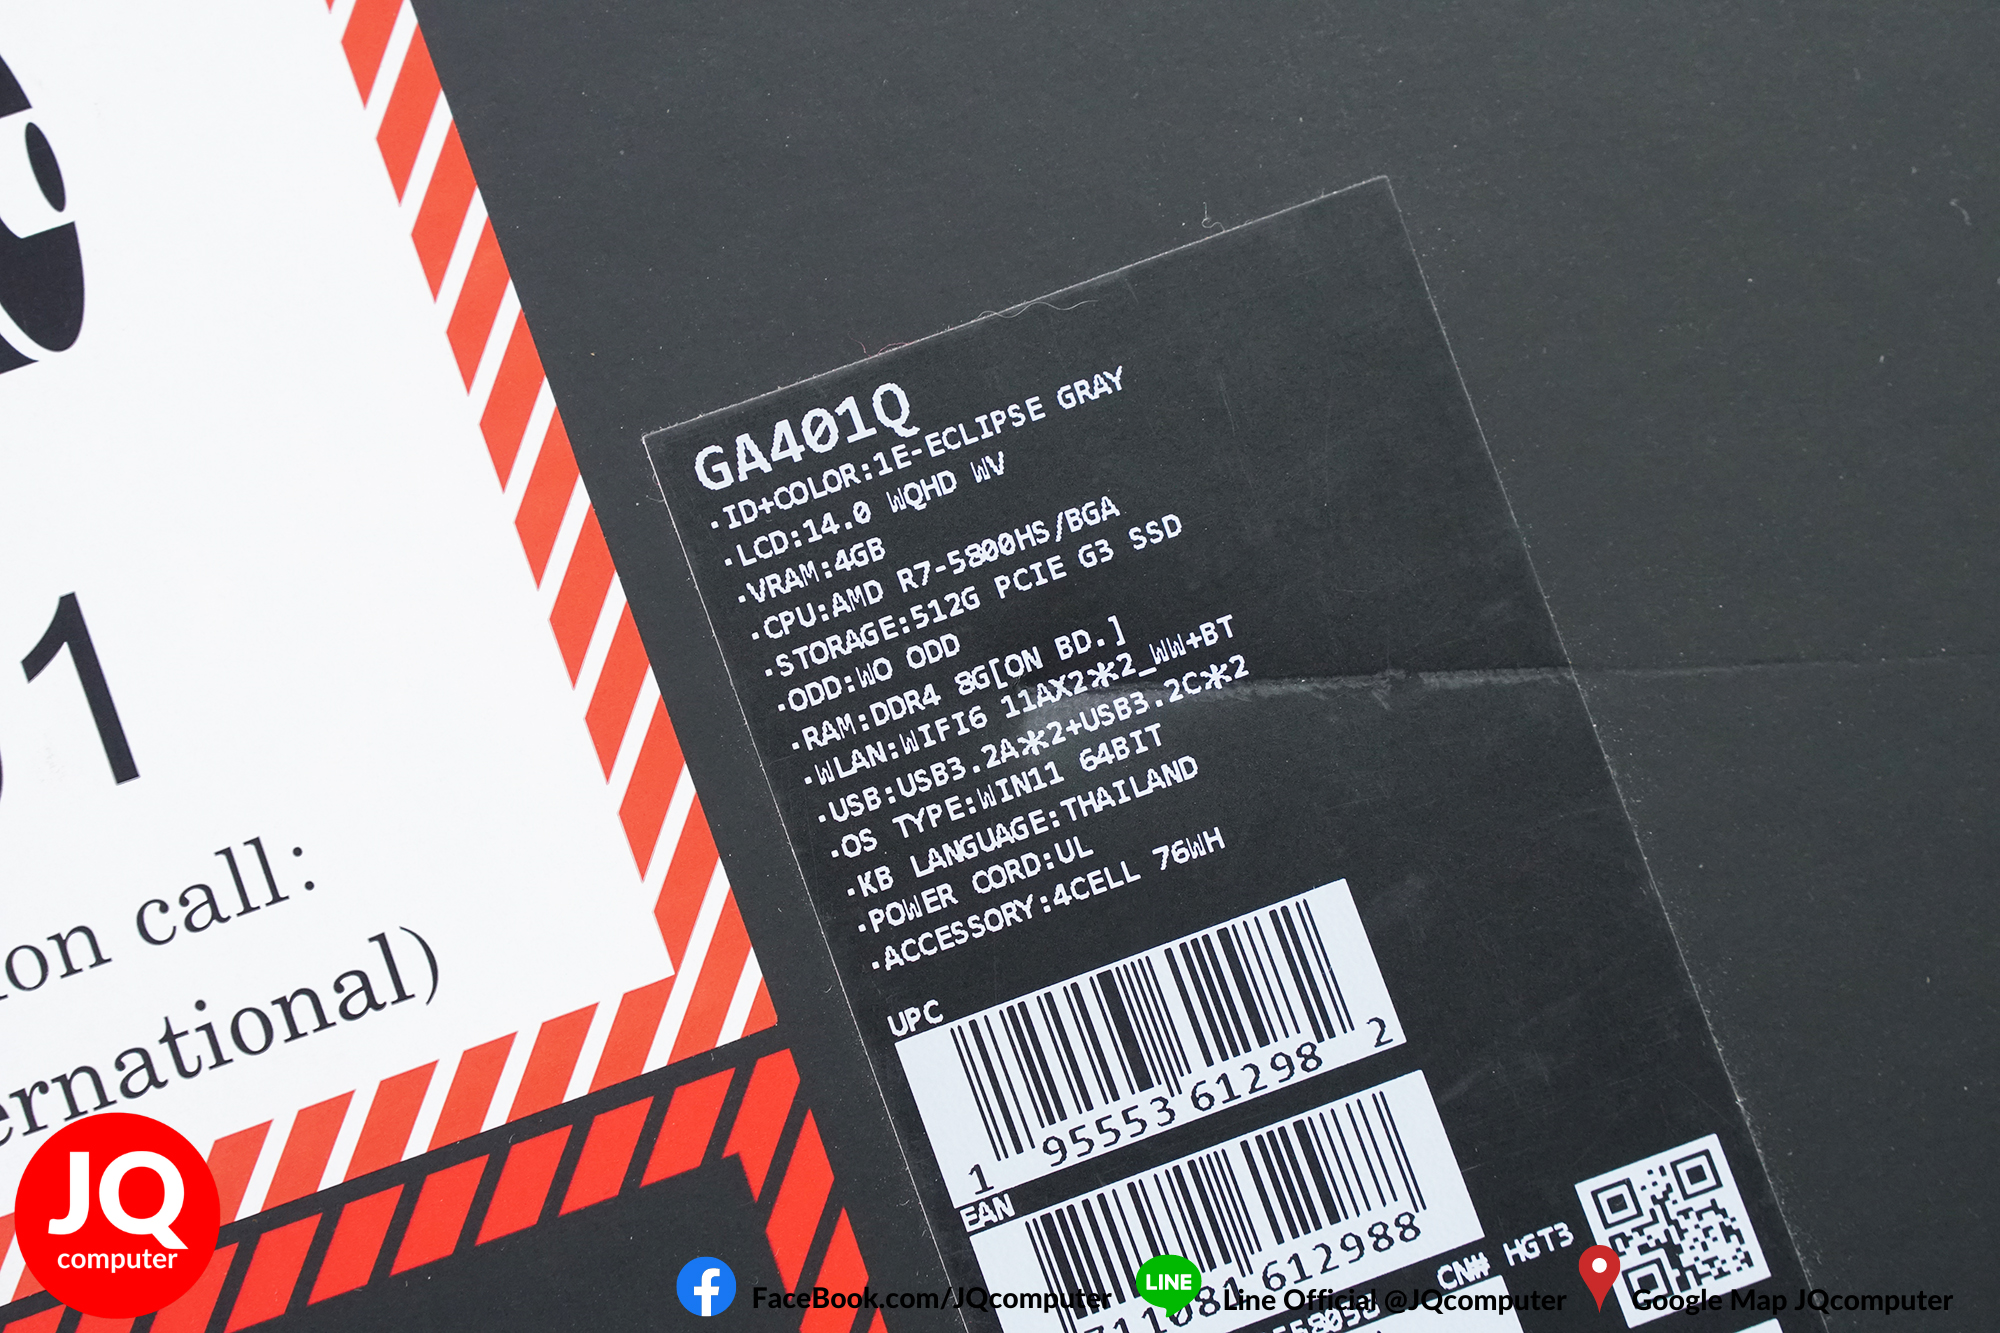 1
on call:
ernational)
GA401Q
·ID+COLOR:1E-ECLIPSE GRAY
·LCD:14.0 WQHD WV
·VRAM:4GB
·CPU:AMD R7-5800HS/BGA
·STORAGE:512G PCIE G3 SSD
·ODD:WO ODD
·RAM:DDR4 8G[ON BD.]
·WLAN:WIFI6 11AX2*2_WW+BT
·USB:USB3.2A*2+USB3.2C*2
·OS TYPE:WIN11 64BIT
·KB LANGUAGE:THAILAND
·POWER CORD:UL
·ACCESSORY:4CELL 76WH
UPC
1 95553 61298 2
EAN
711081 612988
CN# HGT3
JQ
computer
FaceBook.com/JQcomputer
LINE
Line Official @JQcomputer
Google Map JQcomputer